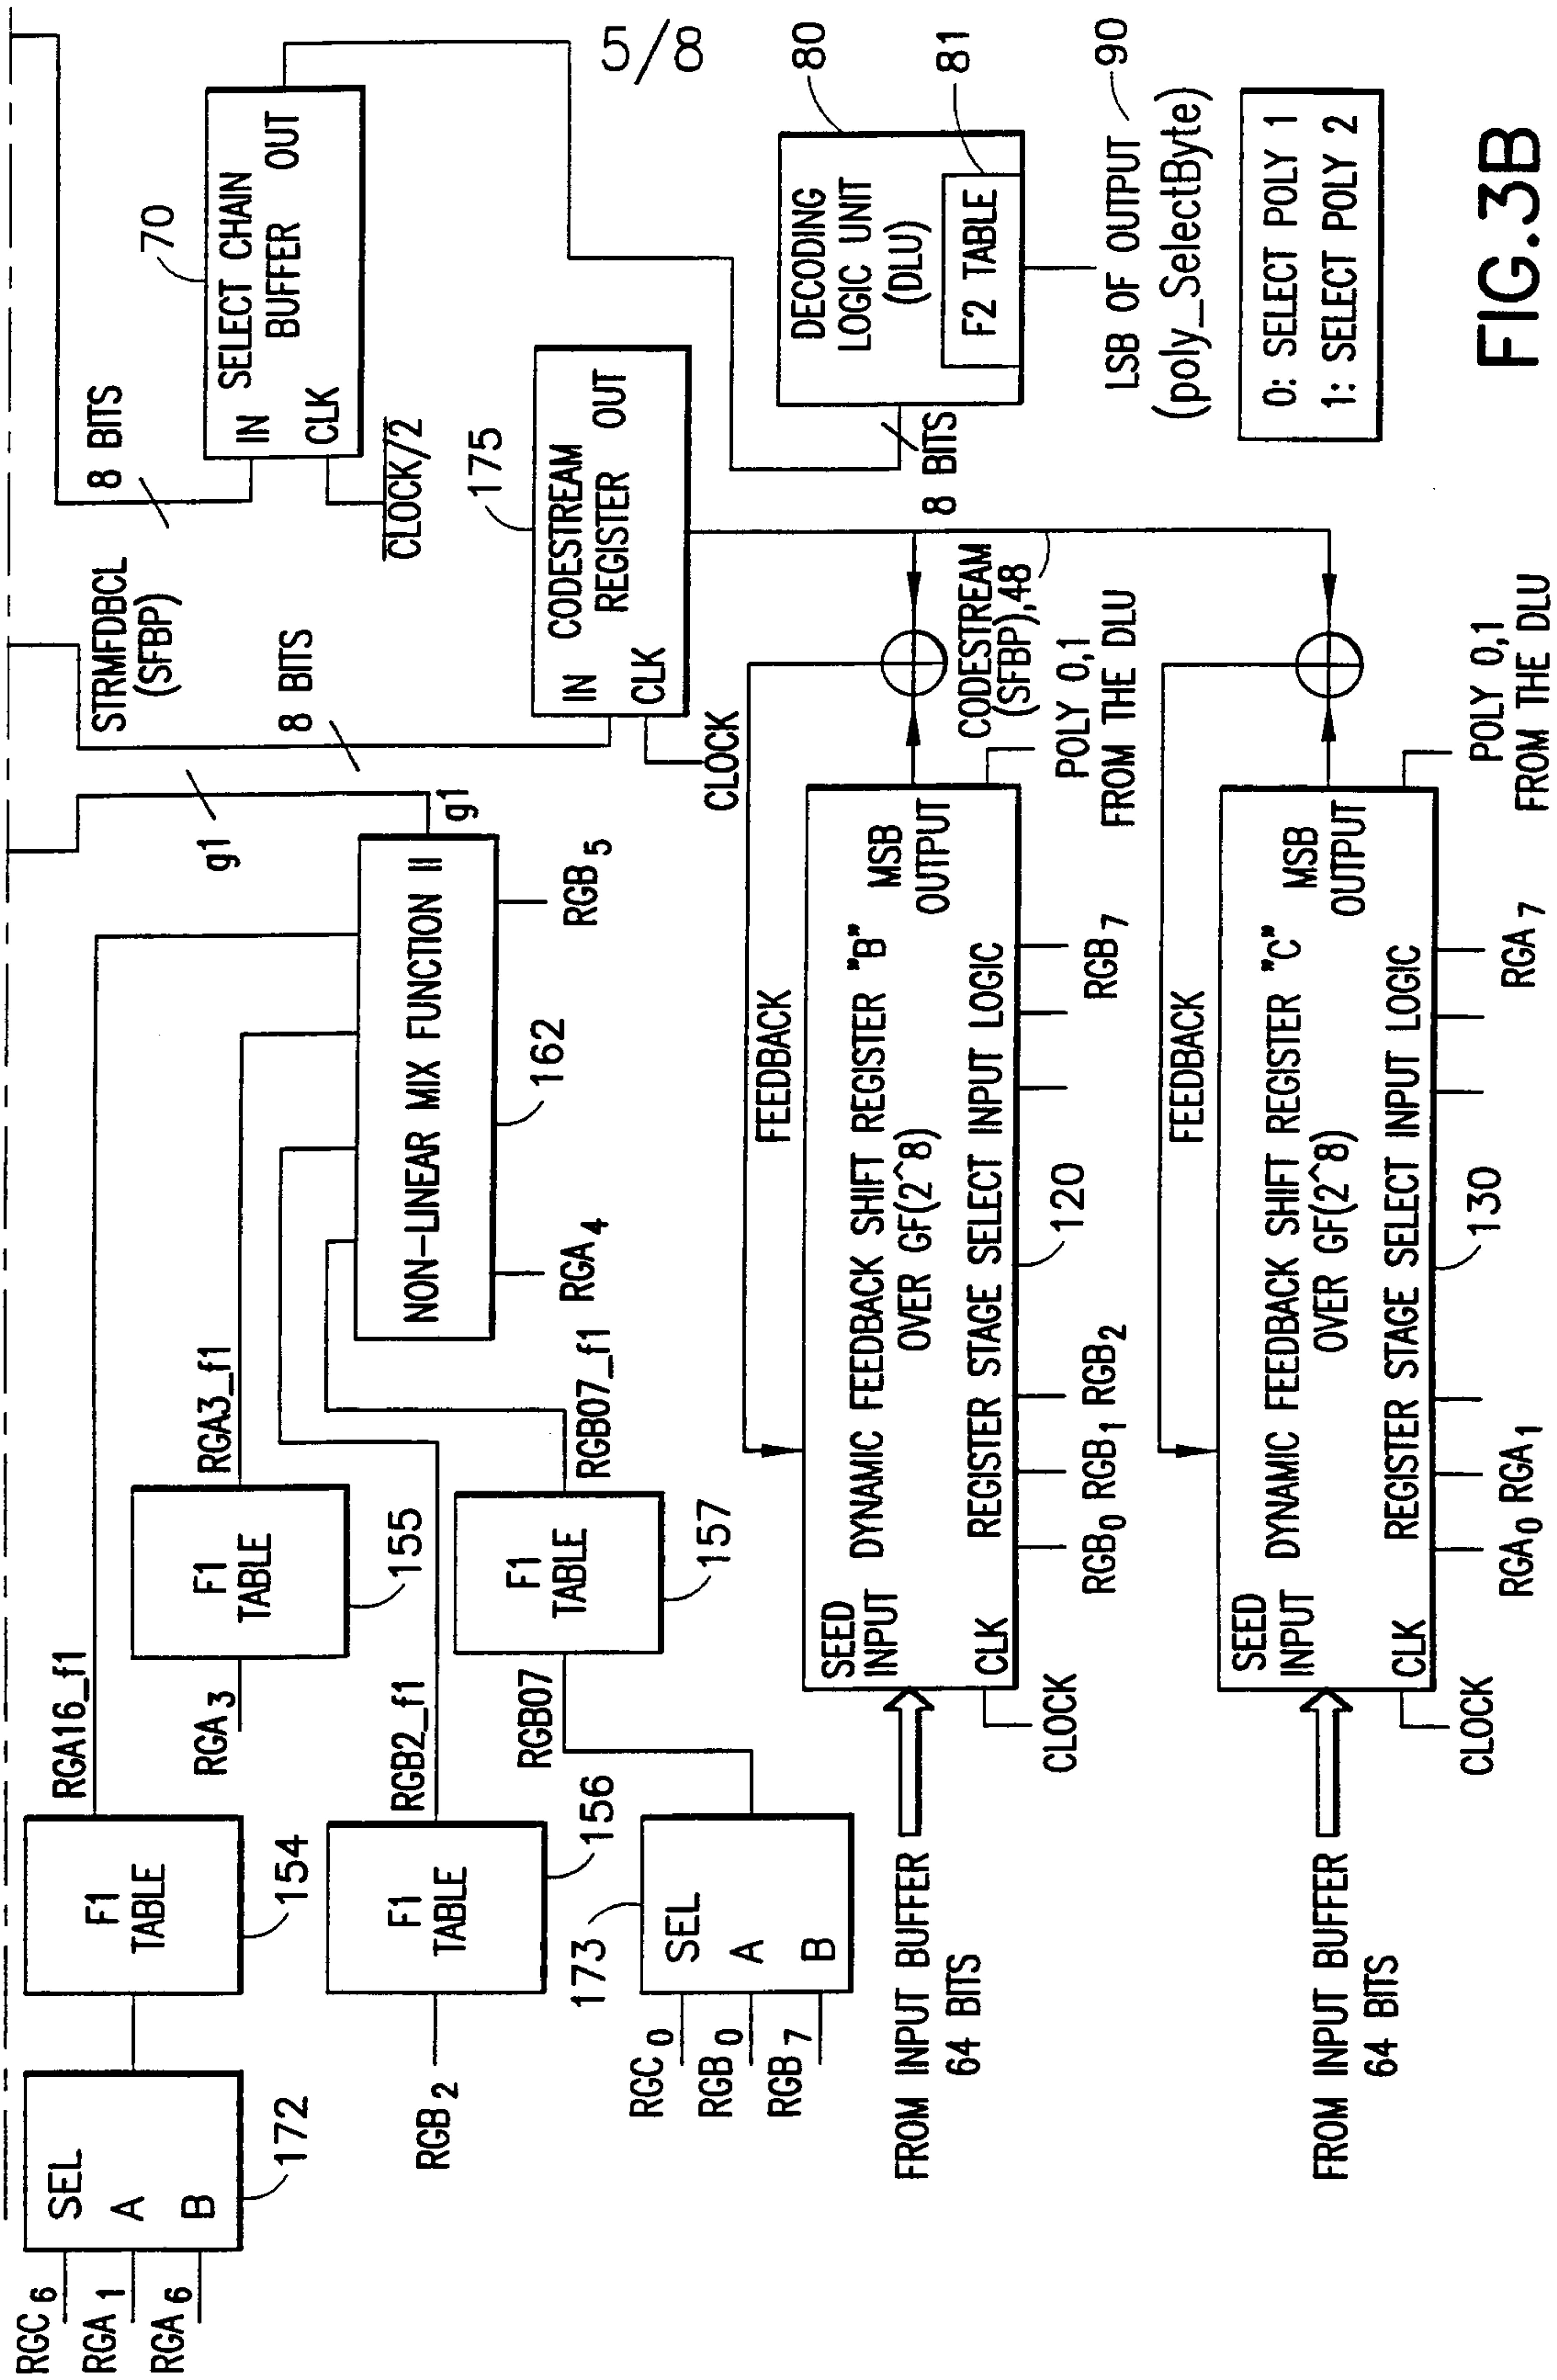 5/8
RGC6
RGA1
RGA6
SEL
A
B
172
F1
TABLE
154
RGA16_f1
RGA3
F1
TABLE
155
RGA3_f1
RGB2
F1
TABLE
156
RGB2_f1
RGC0
RGB0
RGB7
SEL
A
B
173
RGB07
F1
TABLE
157
RGB07_f1
NON-LINEAR MIX FUNCTION II
162
RGA4
RGB5
g1
g1
STRMFDBCL
(SFBP)
8 BITS
8 BITS
SELECT CHAIN
BUFFER
IN
OUT
CLK
70
CLOCK/2
CODESTREAM
REGISTER
IN
OUT
CLK
175
CLOCK
DECODING
LOGIC UNIT
(DLU)
F2 TABLE
80
81
8 BITS
LSB OF OUTPUT
(poly_SelectByte)
90
0: SELECT POLY 1
1: SELECT POLY 2
CODESTREAM
(SFBP),48
FEEDBACK
FROM INPUT BUFFER
64 BITS
SEED
INPUT
DYNAMIC FEEDBACK SHIFT REGISTER "B"
OVER GF(2^8)
MSB
OUTPUT
REGISTER STAGE SELECT INPUT LOGIC
CLK
CLOCK
RGB0 RGB1 RGB2
120
RGB7
POLY 0,1
FROM THE DLU
FEEDBACK
FROM INPUT BUFFER
64 BITS
SEED
INPUT
DYNAMIC FEEDBACK SHIFT REGISTER "C"
OVER GF(2^8)
MSB
OUTPUT
REGISTER STAGE SELECT INPUT LOGIC
CLK
CLOCK
RGA0 RGA1
130
RGA7
POLY 0,1
FROM THE DLU
FIG.3B